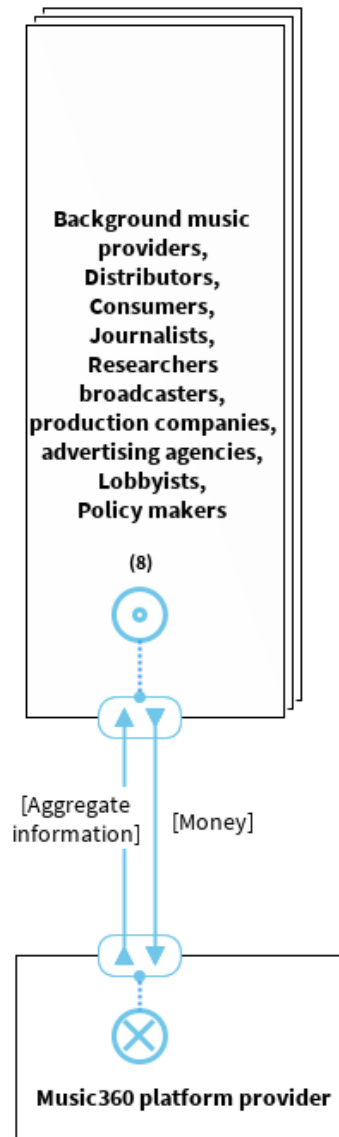 Background music
providers,
Distributors,
Consumers,
Journalists,
Researchers
broadcasters,
production companies,
advertising agencies,
Lobbyists,
Policy makers
(8)
[Aggregate
information]
[Money]
Music360 platform provider